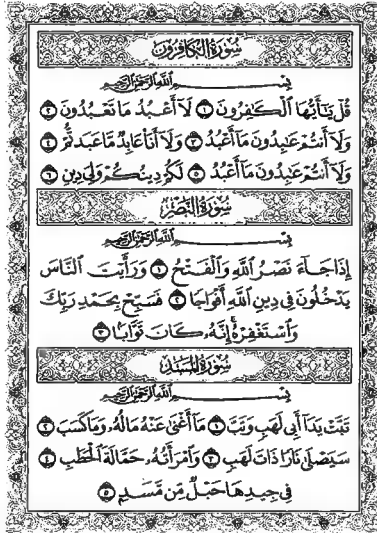 سُورَةُ الكَافِرُونَ
بِسْمِ ٱللَّهِ ٱلرَّحْمَٰنِ ٱلرَّحِيمِ
قُلْ يَـٰٓأَيُّهَا ٱلْكَـٰفِرُونَ ١ لَآ أَعْبُدُ مَا تَعْبُدُونَ ٢
وَلَآ أَنتُمْ عَـٰبِدُونَ مَآ أَعْبُدُ ٣ وَلَآ أَنَا۠ عَابِدٌ مَّا عَبَدتُّمْ ٤
وَلَآ أَنتُمْ عَـٰبِدُونَ مَآ أَعْبُدُ ٥ لَكُمْ دِينُكُمْ وَلِىَ دِينِ ٦
سُورَةُ النَّصْرِ
بِسْمِ ٱللَّهِ ٱلرَّحْمَٰنِ ٱلرَّحِيمِ
إِذَا جَآءَ نَصْرُ ٱللَّهِ وَٱلْفَتْحُ ١ وَرَأَيْتَ ٱلنَّاسَ
يَدْخُلُونَ فِى دِينِ ٱللَّهِ أَفْوَاجًا ٢ فَسَبِّحْ بِحَمْدِ رَبِّكَ
وَٱسْتَغْفِرْهُ ۚ إِنَّهُۥ كَانَ تَوَّابًۢا ٣
سُورَةُ المَسَدِ
بِسْمِ ٱللَّهِ ٱلرَّحْمَٰنِ ٱلرَّحِيمِ
تَبَّتْ يَدَآ أَبِى لَهَبٍ وَتَبَّ ١ مَآ أَغْنَىٰ عَنْهُ مَالُهُۥ وَمَا كَسَبَ ٢
سَيَصْلَىٰ نَارًا ذَاتَ لَهَبٍ ٣ وَٱمْرَأَتُهُۥ حَمَّالَةَ ٱلْحَطَبِ ٤
فِى جِيدِهَا حَبْلٌ مِّن مَّسَدٍۭ ٥